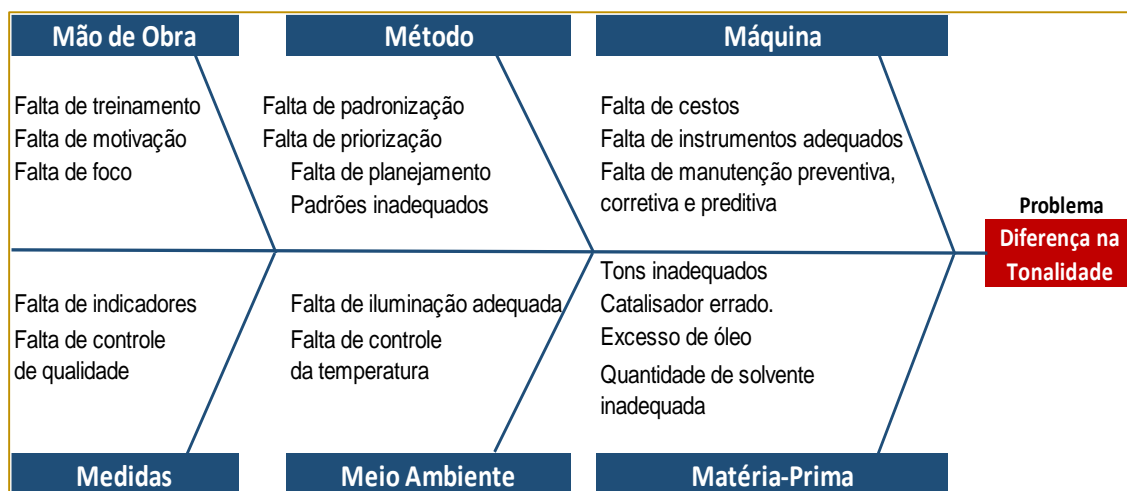 Mão de Obra
Método
Máquina
Falta de treinamento
Falta de motivação
Falta de foco
Falta de padronização
Falta de priorização
Falta de planejamento
Padrões inadequados
Falta de cestos
Falta de instrumentos adequados
Falta de manutenção preventiva,
corretiva e preditiva
Problema
Diferença na
Tonalidade
Falta de indicadores
Falta de controle
de qualidade
Falta de iluminação adequada
Falta de controle
da temperatura
Tons inadequados
Catalisador errado.
Excesso de óleo
Quantidade de solvente
inadequada
Medidas
Meio Ambiente
Matéria-Prima